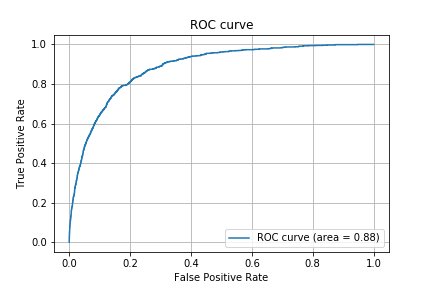 ROC curve
1.0
0.8
0.6
0.4
0.2
0.0
True Positive Rate
ROC curve (area = 0.88)
0.0 0.2 0.4 0.6 0.8 1.0
False Positive Rate